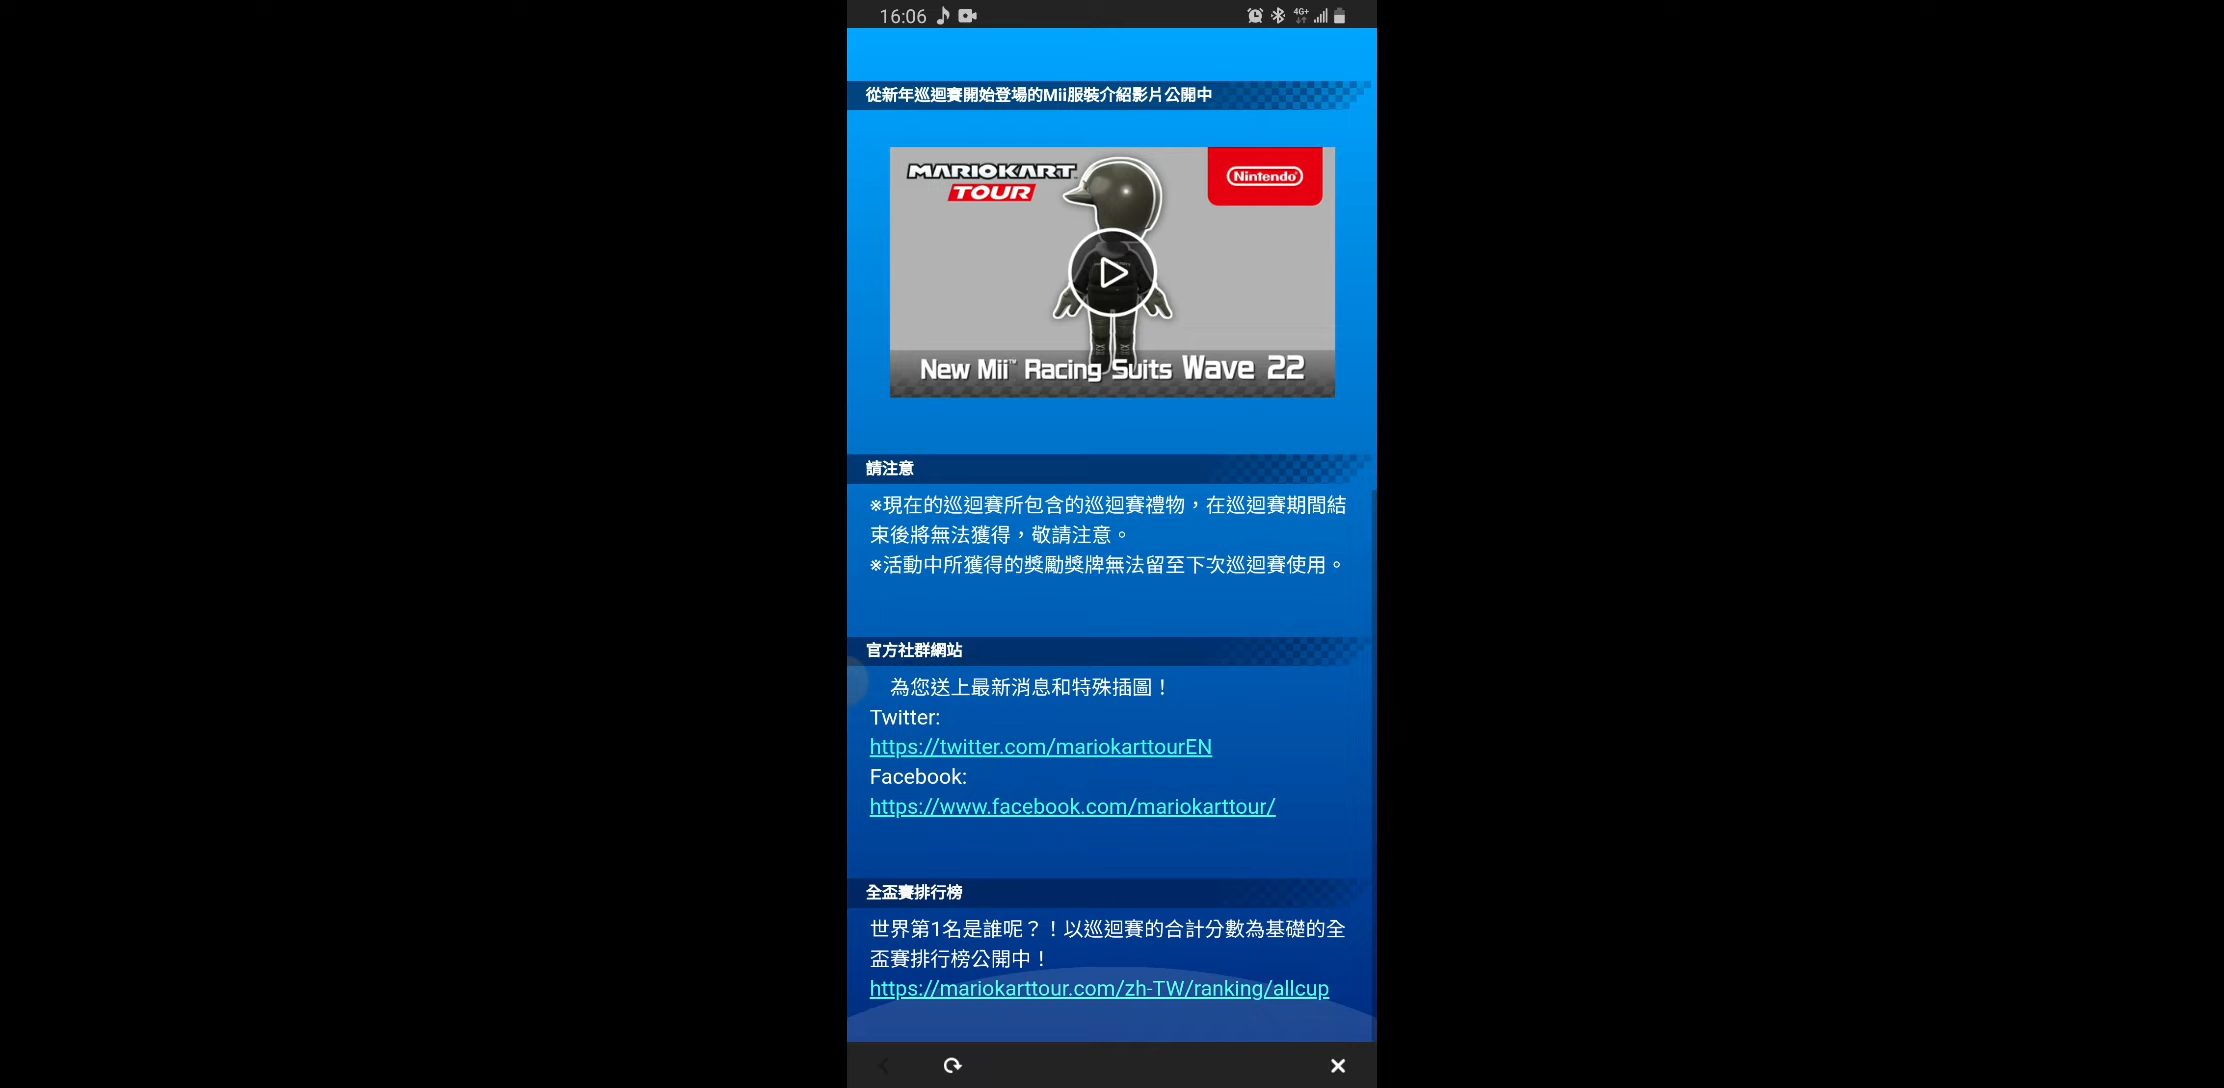 16:06
4G+
從新年巡迴賽開始登場的Mii服裝介紹影片公開中
MARIOKART
TOUR
Nintendo
New Mii™ Racing Suits Wave 22
請注意
※現在的巡迴賽所包含的巡迴賽禮物，在巡迴賽期間結
束後將無法獲得，敬請注意。
※活動中所獲得的獎勵獎牌無法留至下次巡迴賽使用。
官方社群網站
為您送上最新消息和特殊插圖！
Twitter:
https://twitter.com/mariokarttourEN
Facebook:
https://www.facebook.com/mariokarttour/
全盃賽排行榜
世界第1名是誰呢？！以巡迴賽的合計分數為基礎的全
盃賽排行榜公開中！
https://mariokarttour.com/zh-TW/ranking/allcup